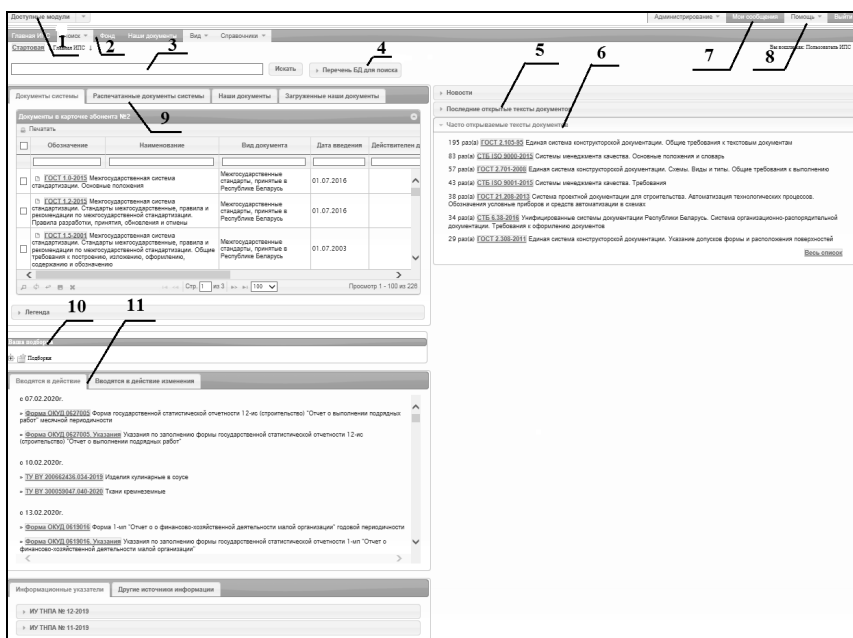 Доступные модули
Администрирование
Мои сообщения
Помощь
Выйти
1
2
3
4
5
6
7
8
Главная ИПС
Поиск
Фонд
Наши документы
Вид
Справочники
Стартовая
Главная ИПС
Вы вошли как: Пользователь ИПС
Искать
Перечень БД для поиска
Документы системы
Распечатанные документы системы
Наши документы
Загруженные наши документы
9
Документы в карточке абонента №2
Печатать
Обозначение
Наименование
Вид документа
Дата введения
Действителен д
ГОСТ 1.0-2015 Межгосударственная система
стандартизации. Основные положения
Межгосударственные
стандарты, принятые в
Республике Беларусь
01.07.2016
ГОСТ 1.2-2015 Межгосударственная система
стандартизации. Стандарты межгосударственные, правила и
рекомендации по межгосударственной стандартизации.
Правила разработки, принятия, обновления и отмены
Межгосударственные
стандарты, принятые в
Республике Беларусь
01.07.2016
ГОСТ 1.5-2001 Межгосударственная система
стандартизации. Стандарты межгосударственные, правила и
рекомендации по межгосударственной стандартизации. Общие
требования к построению, изложению, оформлению,
содержанию и обозначению
Межгосударственные
стандарты, принятые в
Республике Беларусь
01.07.2003
Стр. 1 из 3
100
Просмотр 1 - 100 из 226
Легенда
10
11
Ваша подборка
Подборки
Вводятся в действие
Вводятся в действие изменения
с 07.02.2020г.
» Форма ОКУД 0627005 Форма государственной статистической отчетности 12-ис (строительство) "Отчет о выполнении подрядных
работ" месячной периодичности
» Форма ОКУД 0627005. Указания Указания по заполнению формы государственной статистической отчетности 12-ис
(строительство) "Отчет о выполнении подрядных работ"
с 10.02.2020г.
» ТУ BY 200662436.034-2019 Изделия кулинарные в соусе
» ТУ BY 300059047.040-2020 Ткани кремнеземные
с 13.02.2020г.
» Форма ОКУД 0619016 Форма 1-мп "Отчет о о финансово-хозяйственной деятельности малой организации" годовой периодичности
» Форма ОКУД 0619016. Указания Указания по заполнению формы государственной статистической отчетности 1-мп "Отчет о
финансово-хозяйственной деятельности малой организации"
Информационные указатели
Другие источники информации
ИУ ТНПА № 12-2019
ИУ ТНПА № 11-2019
Новости
Последние открытые тексты документов
Часто открываемые тексты документов
195 раз(а) ГОСТ 2.105-95 Единая система конструкторской документации. Общие требования к текстовым документам
83 раз(а) СТБ ISO 9000-2015 Системы менеджмента качества. Основные положения и словарь
57 раз(а) ГОСТ 2.701-2008 Единая система конструкторской документации. Схемы. Виды и типы. Общие требования к выполнению
43 раз(а) СТБ ISO 9001-2015 Системы менеджмента качества. Требования
38 раз(а) ГОСТ 21.208-2013 Система проектной документации для строительства. Автоматизация технологических процессов.
Обозначения условные приборов и средств автоматизации в схемах
34 раз(а) СТБ 6.38-2016 Унифицированные системы документации Республики Беларусь. Система организационно-распорядительной
документации. Требования к оформлению документов
29 раз(а) ГОСТ 2.308-2011 Единая система конструкторской документации. Указание допусков формы и расположения поверхностей
Весь список